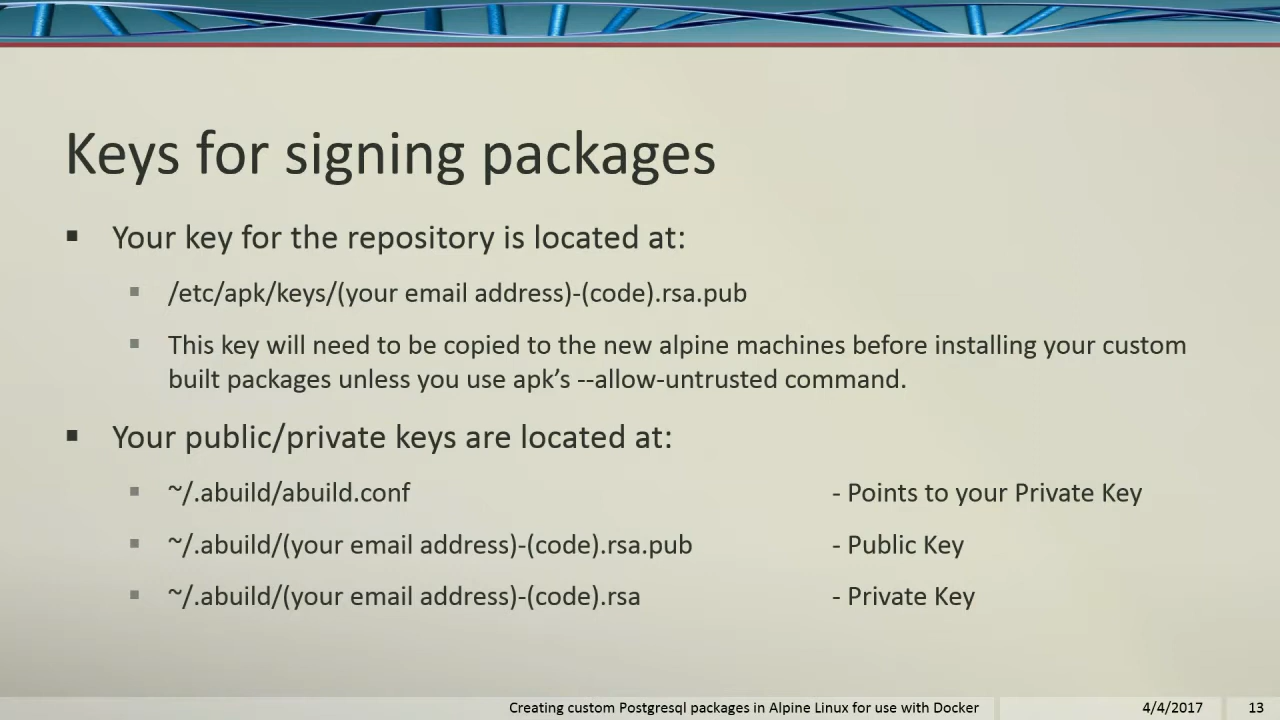 Keys for signing packages
Your key for the repository is located at:
/etc/apk/keys/(your email address)-(code).rsa.pub
This key will need to be copied to the new alpine machines before installing your custom
built packages unless you use apk’s --allow-untrusted command.
Your public/private keys are located at:
~/.abuild/abuild.conf - Points to your Private Key
~/.abuild/(your email address)-(code).rsa.pub - Public Key
~/.abuild/(your email address)-(code).rsa - Private Key
Creating custom Postgresql packages in Alpine Linux for use with Docker 4/4/2017 13